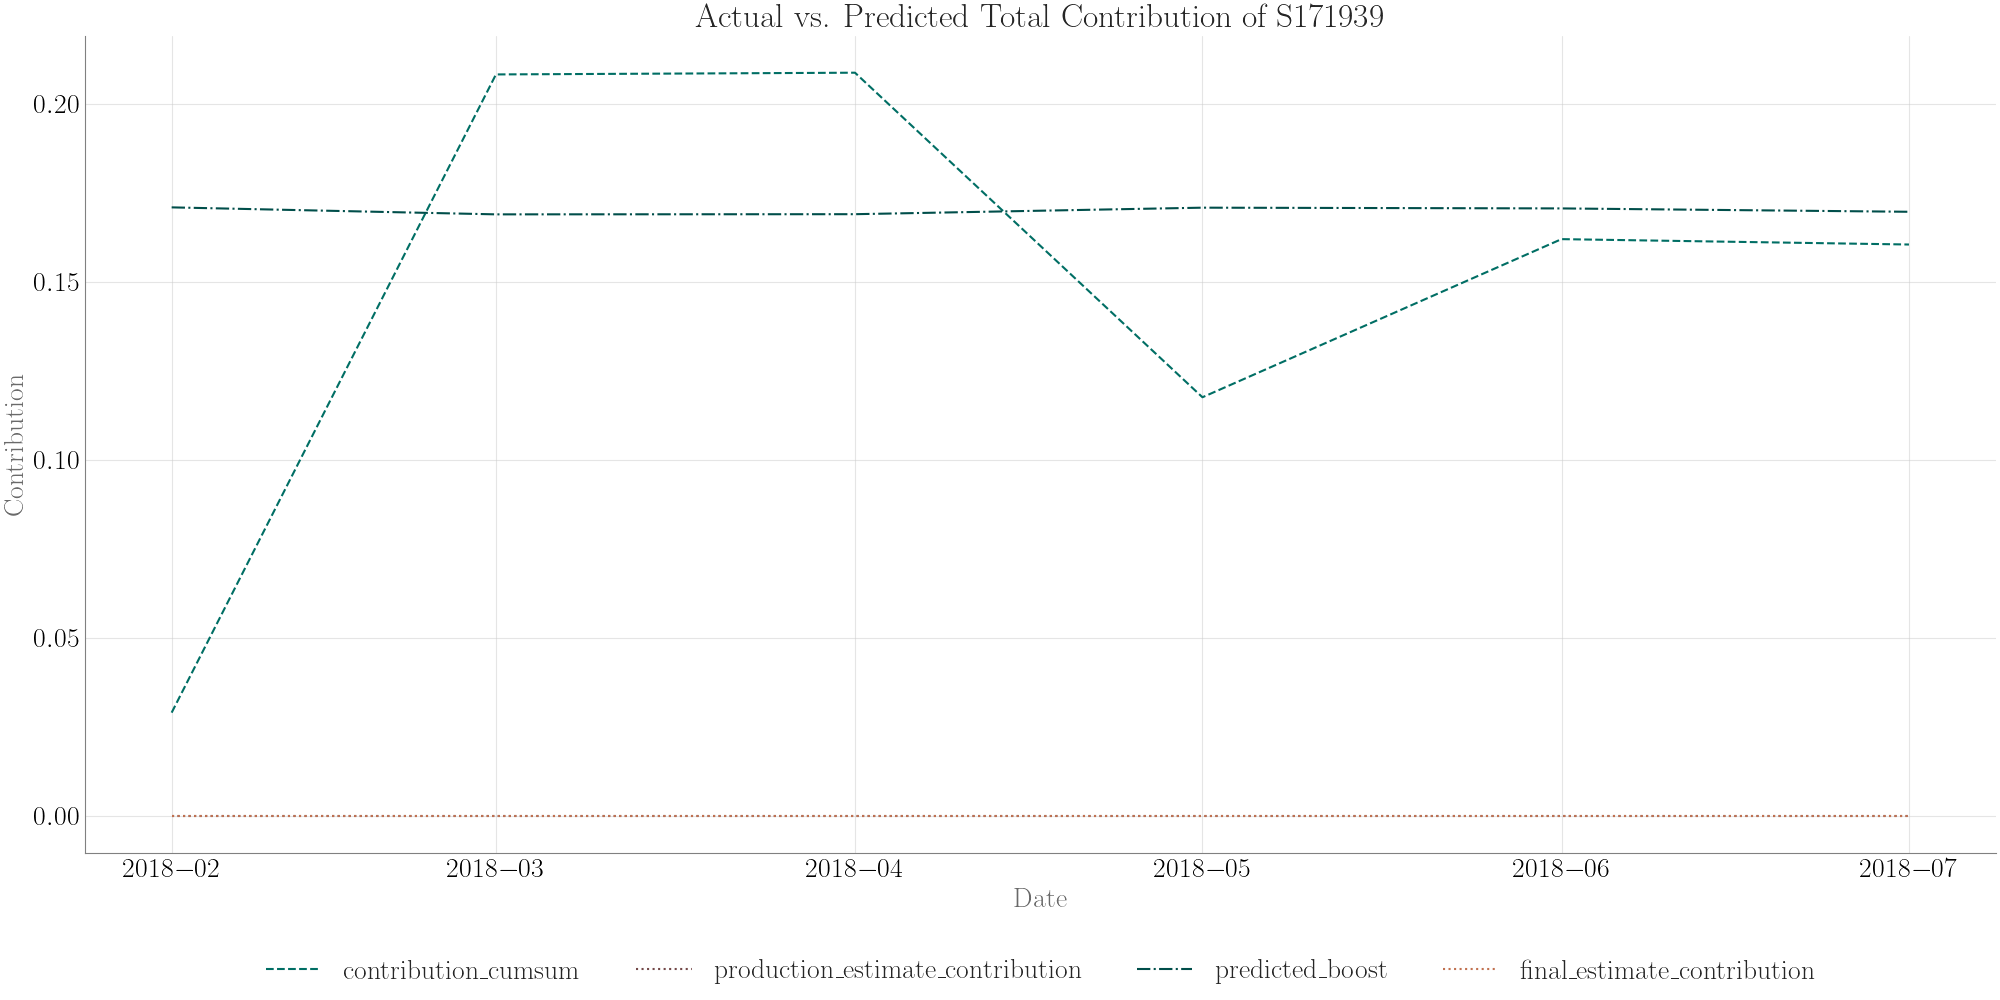 Actual vs. Predicted Total Contribution of S171939
0.20
0.15
0.10
0.05
0.00
Contribution
2018−02 2018−03 2018−04 2018−05 2018−06 2018−07
Date
contribution_cumsum production_estimate_contribution predicted_boost final_estimate_contribution